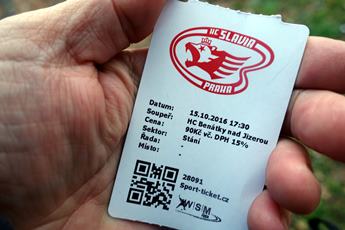 HC SLAVIA
PRAHA
Datum: 15.10.2016 17:30
Soupeř: HC Benátky nad Jizerou
Cena: 90Kč vč. DPH 15%
Sektor: Stání
Řada: -
Místo: -
28091
Sport-ticket.cz
WSM